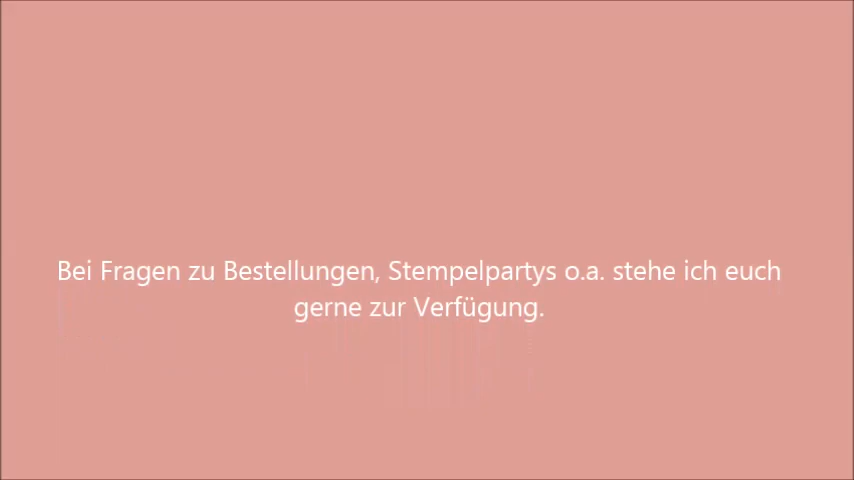 Bei Fragen zu Bestellungen, Stempelpartys o.a. stehe ich euch
gerne zur Verfügung.